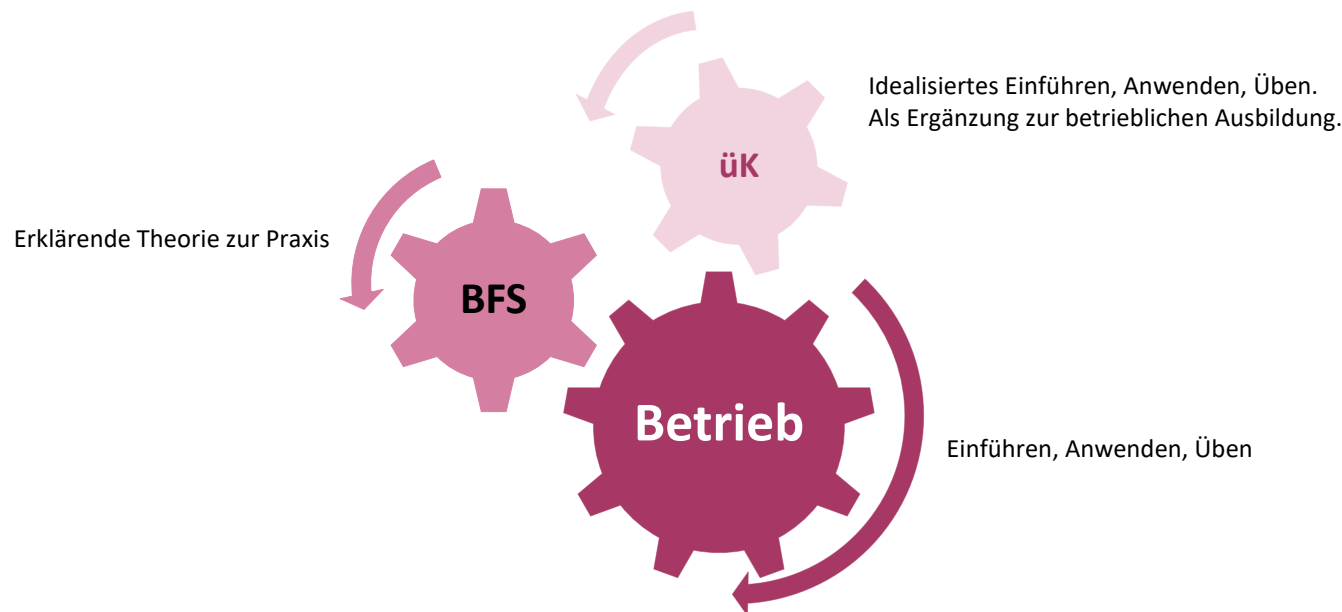 Idealisiertes Einführen, Anwenden, Üben.
Als Ergänzung zur betrieblichen Ausbildung.
üK
Erklärende Theorie zur Praxis
BFS
Betrieb
Einführen, Anwenden, Üben